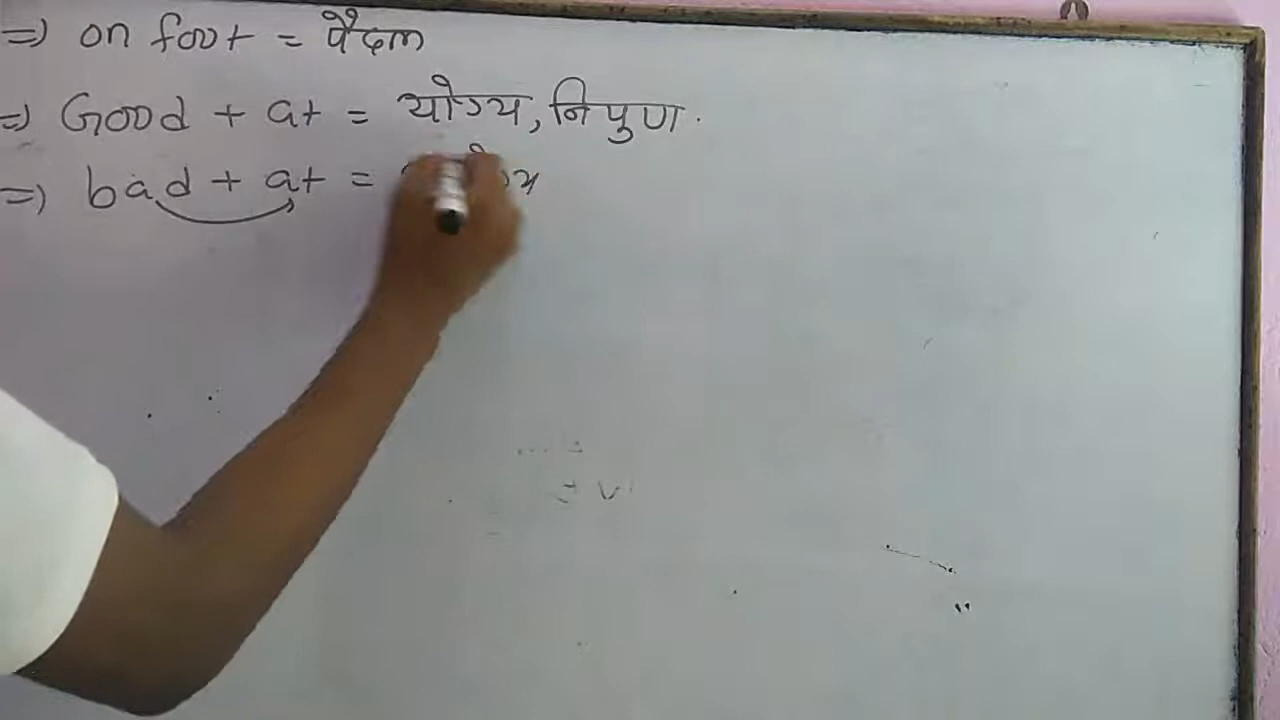 ⇒ on foot = पैदल
⇒ Good + at = योग्य, निपुण.
⇒ bad + at =